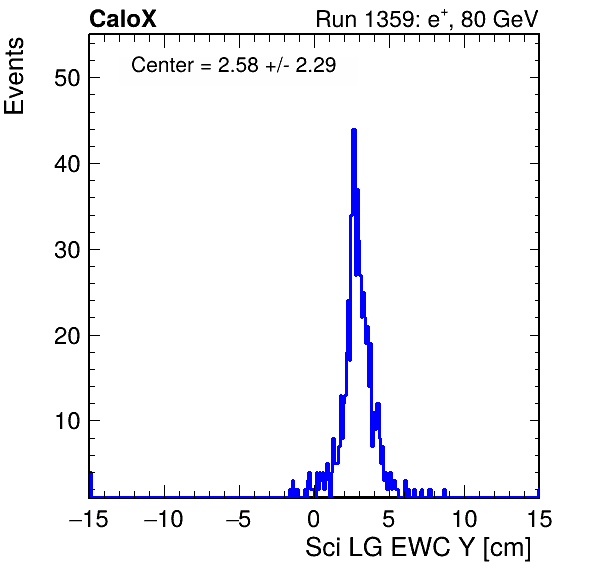 CaloX Run 1359: e⁺, 80 GeV
Events
Center = 2.58 +/- 2.29
50
40
30
20
10
−15 −10 −5 0 5 10 15
Sci LG EWC Y [cm]